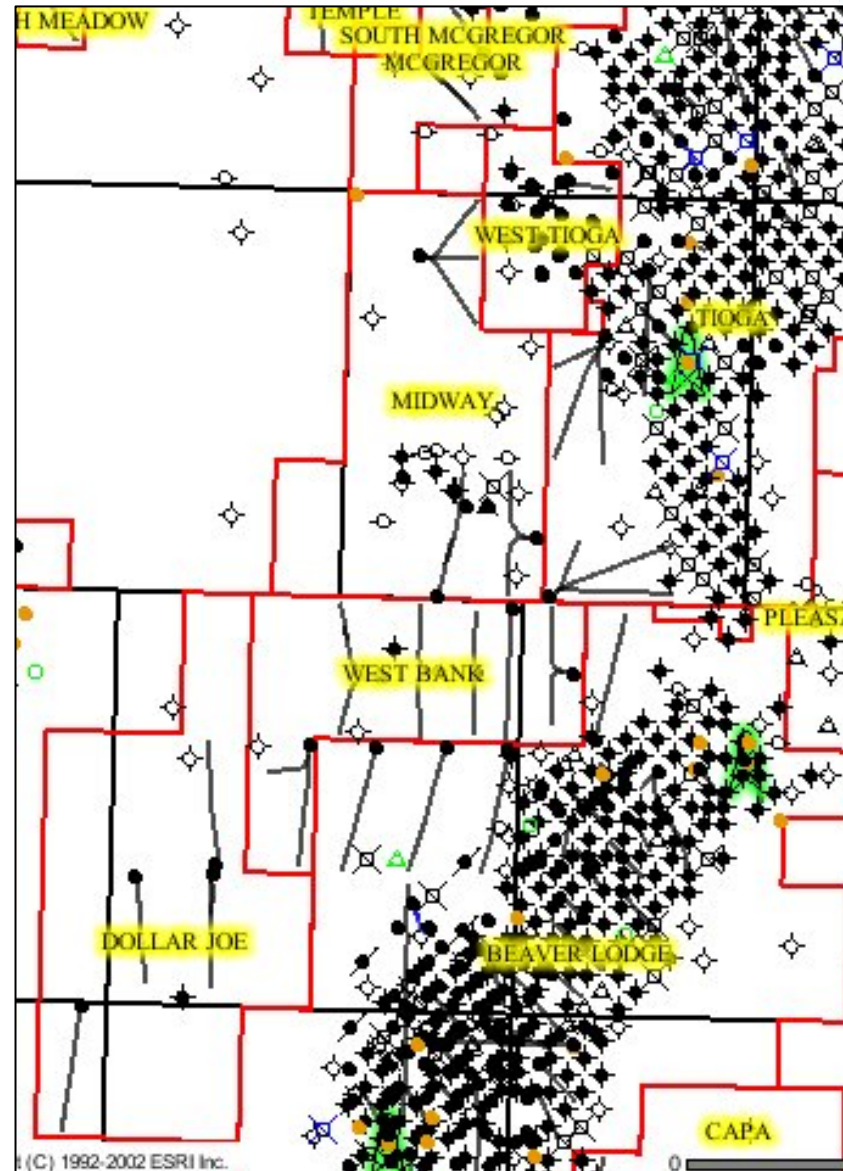 H MEADOW
TEMPLE
SOUTH MCGREGOR
MCGREGOR
WEST TIOGA
TIOGA
MIDWAY
PLEASA
WEST BANK
DOLLAR JOE
BEAVER LODGE
CAPA
t (C) 1992-2002 ESRI Inc.
0